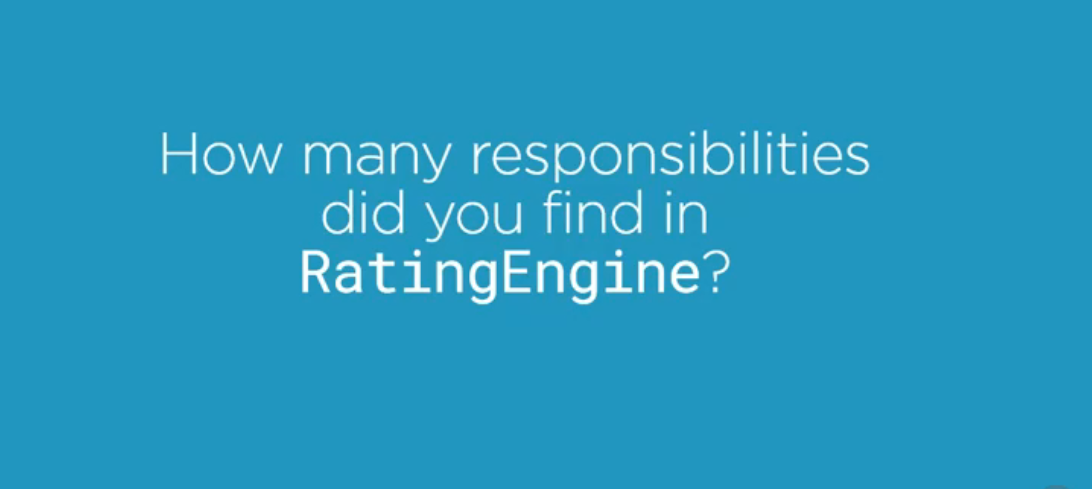 How many responsibilities
did you find in
RatingEngine?